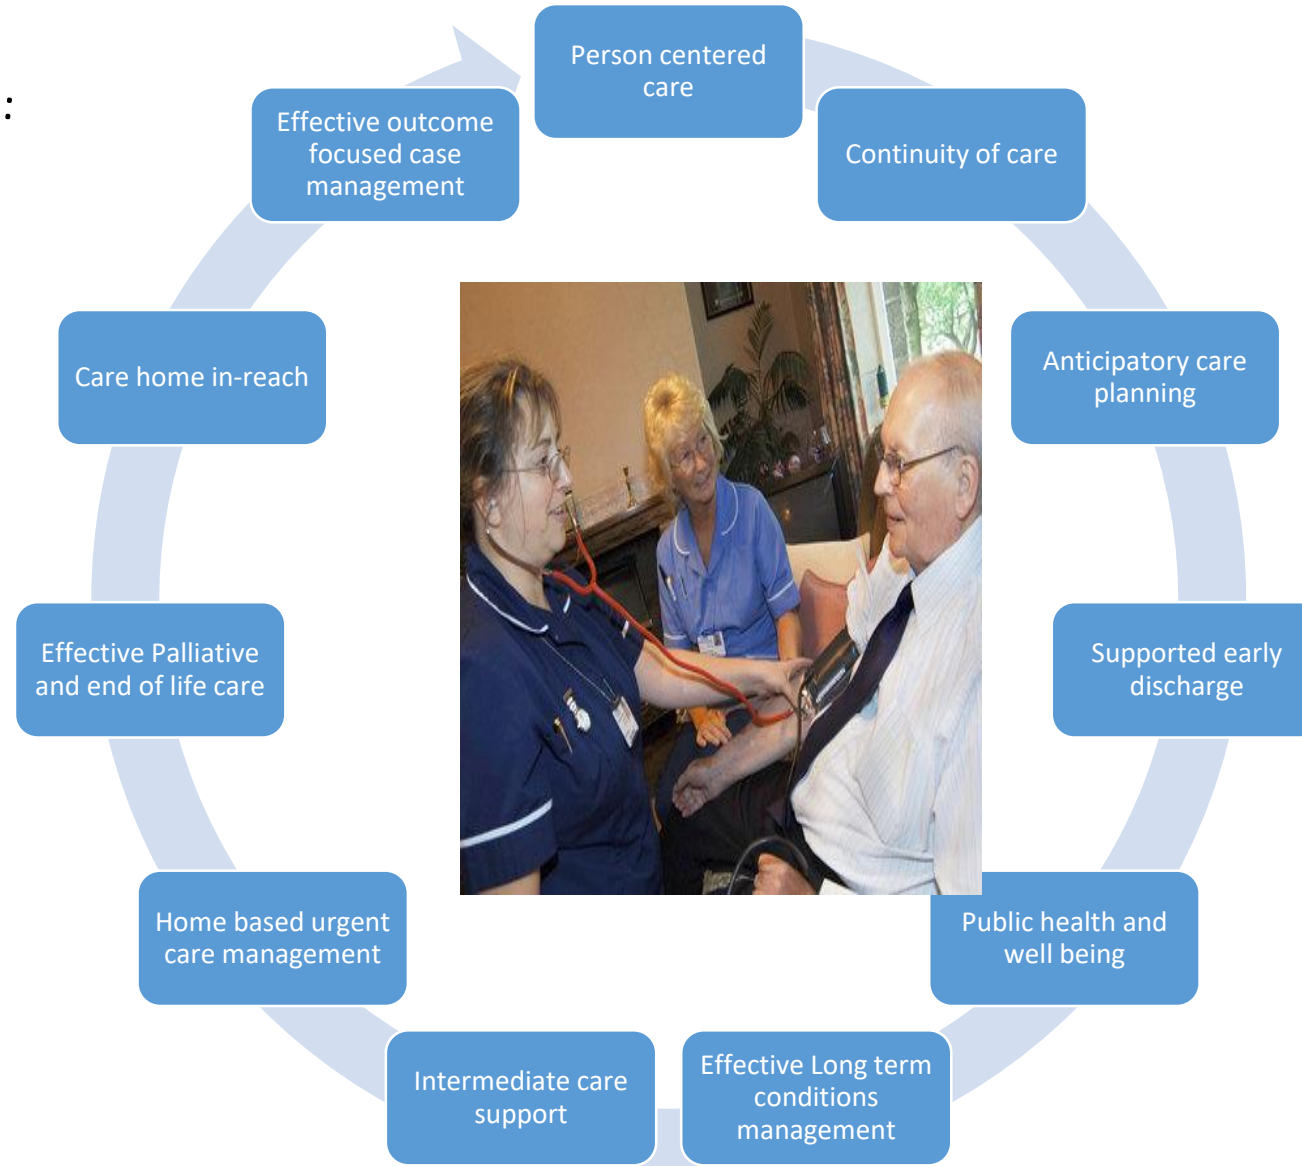 :
Person centered
care
Continuity of care
Anticipatory care
planning
Supported early
discharge
Public health and
well being
Effective Long term
conditions
management
Intermediate care
support
Home based urgent
care management
Effective Palliative
and end of life care
Care home in-reach
Effective outcome
focused case
management